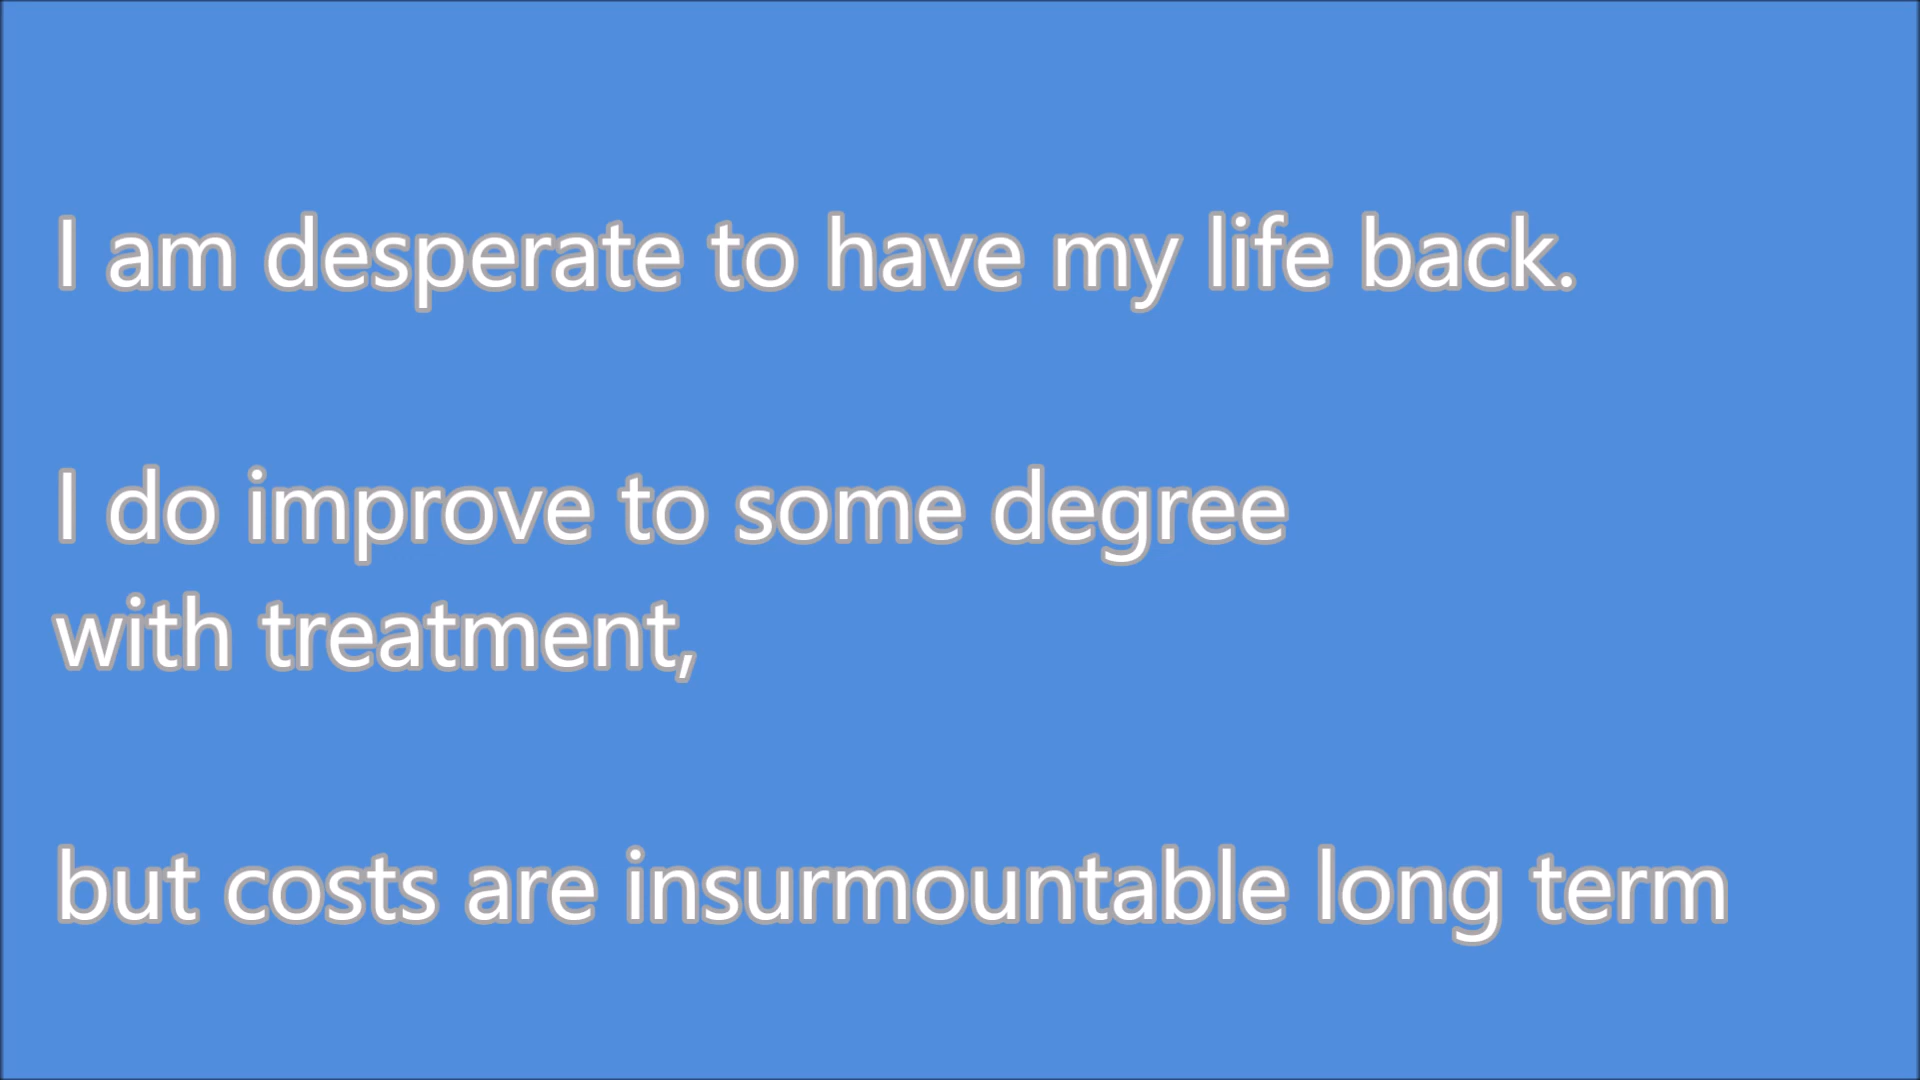 I am desperate to have my life back.
I do improve to some degree
with treatment,
but costs are insurmountable long term